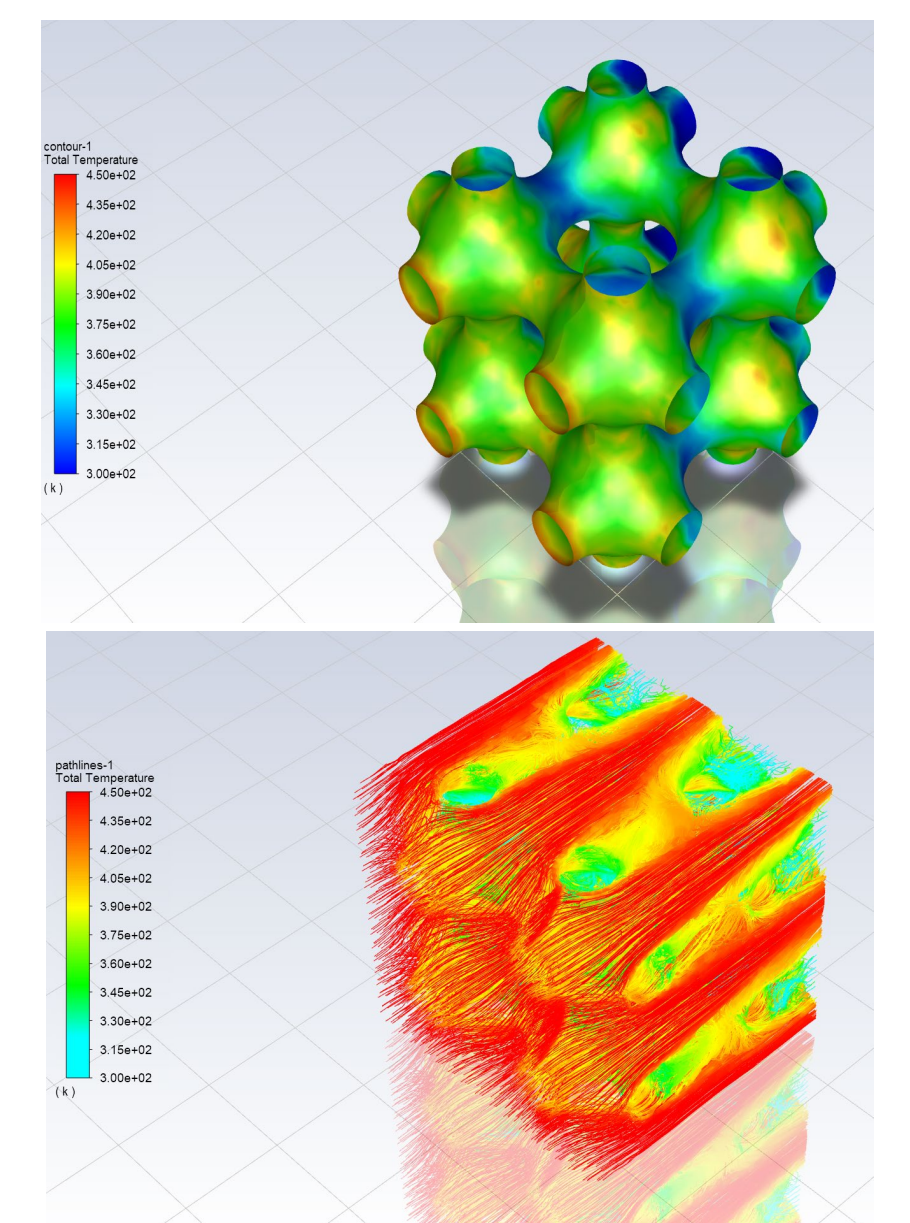 contour-1
Total Temperature
4.50e+02
4.35e+02
4.20e+02
4.05e+02
3.90e+02
3.75e+02
3.60e+02
3.45e+02
3.30e+02
3.15e+02
3.00e+02
( k )
pathlines-1
Total Temperature
4.50e+02
4.35e+02
4.20e+02
4.05e+02
3.90e+02
3.75e+02
3.60e+02
3.45e+02
3.30e+02
3.15e+02
3.00e+02
( k )